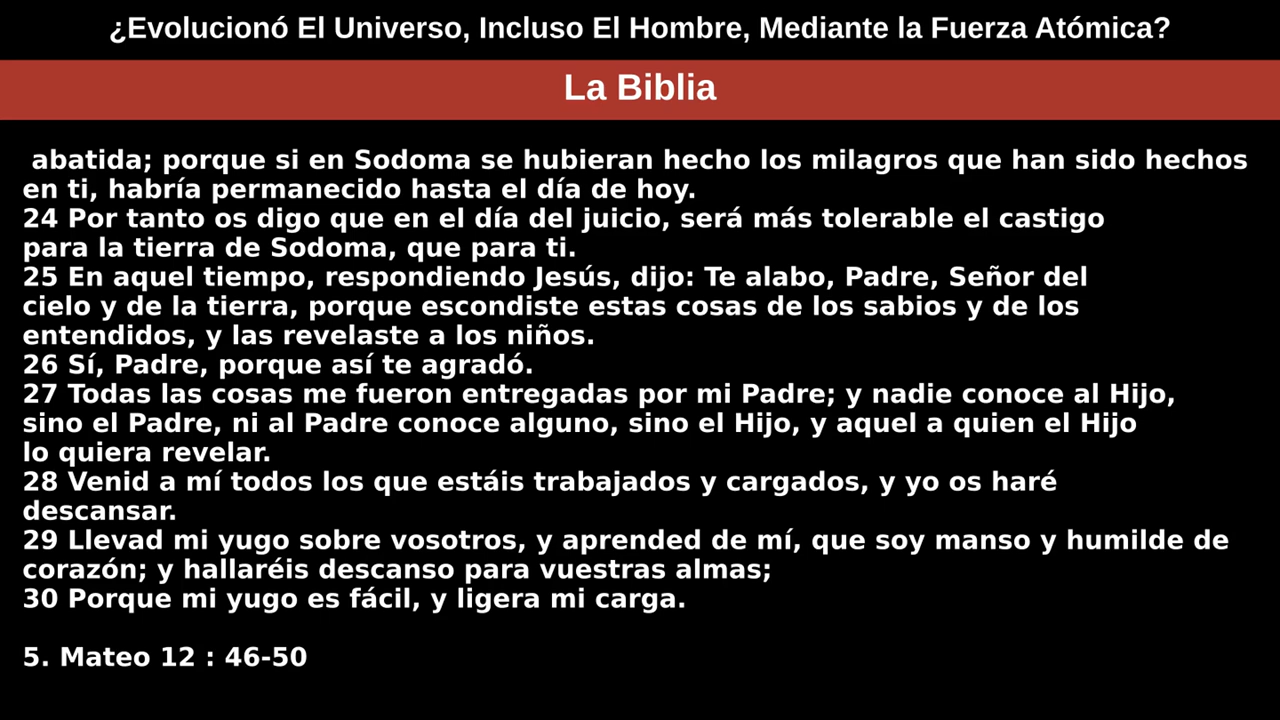 ¿Evolucionó El Universo, Incluso El Hombre, Mediante la Fuerza Atómica?
La Biblia
abatida; porque si en Sodoma se hubieran hecho los milagros que han sido hechos
en ti, habría permanecido hasta el día de hoy.
24 Por tanto os digo que en el día del juicio, será más tolerable el castigo
para la tierra de Sodoma, que para ti.
25 En aquel tiempo, respondiendo Jesús, dijo: Te alabo, Padre, Señor del
cielo y de la tierra, porque escondiste estas cosas de los sabios y de los
entendidos, y las revelaste a los niños.
26 Sí, Padre, porque así te agradó.
27 Todas las cosas me fueron entregadas por mi Padre; y nadie conoce al Hijo,
sino el Padre, ni al Padre conoce alguno, sino el Hijo, y aquel a quien el Hijo
lo quiera revelar.
28 Venid a mí todos los que estáis trabajados y cargados, y yo os haré
descansar.
29 Llevad mi yugo sobre vosotros, y aprended de mí, que soy manso y humilde de
corazón; y hallaréis descanso para vuestras almas;
30 Porque mi yugo es fácil, y ligera mi carga.
5. Mateo 12 : 46-50